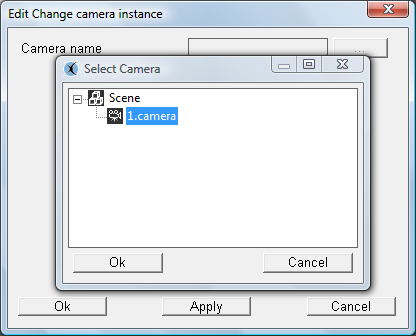 Edit Change camera instance
Camera name
...
Select Camera
Scene
1.camera
Ok Cancel
Ok Apply Cancel